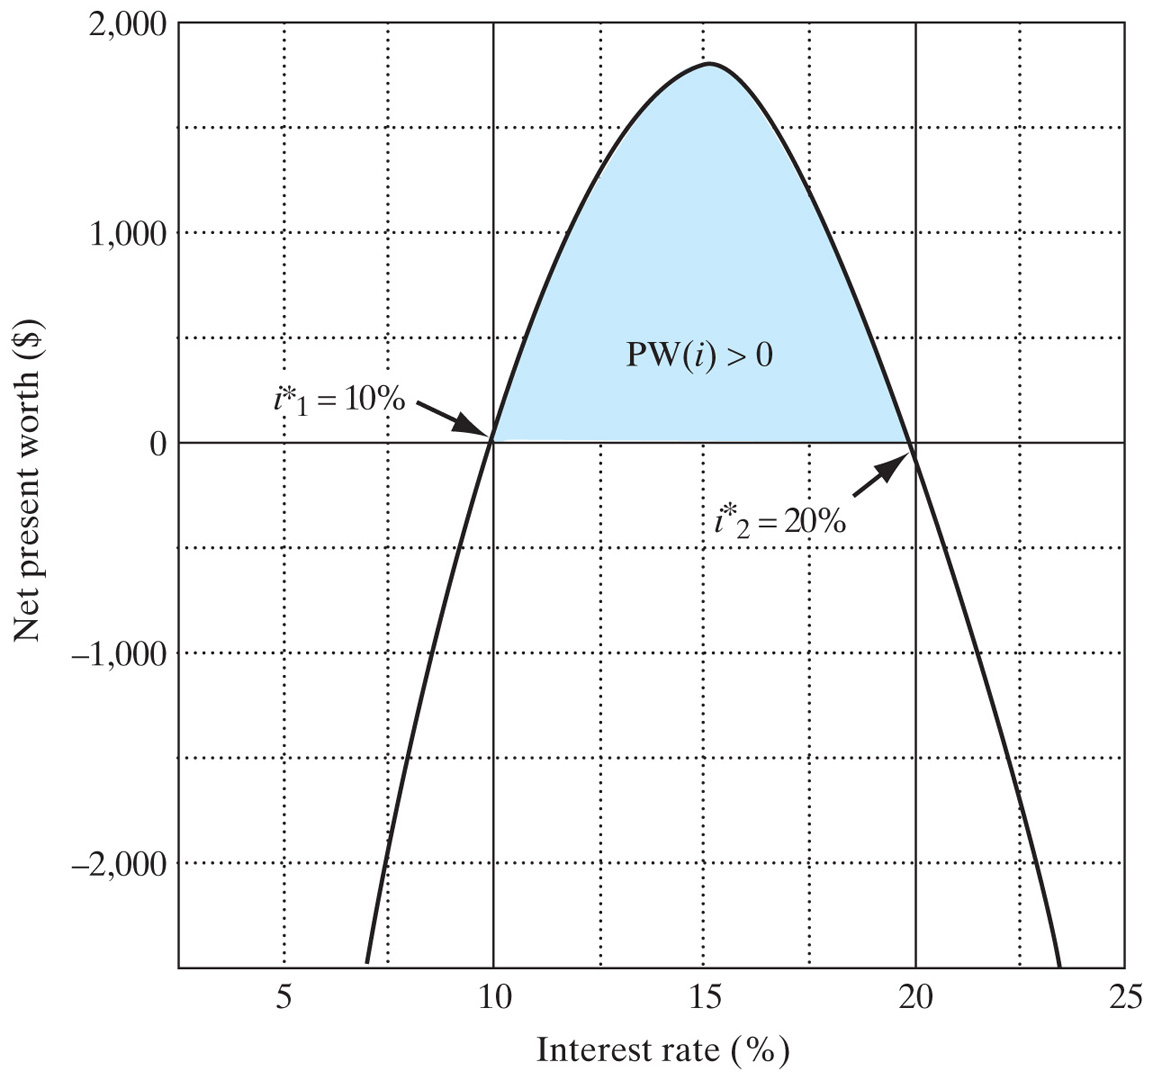 2,000
1,000
0
–1,000
–2,000
Net present worth ($)
PW(i) > 0
i*1 = 10%
i*2 = 20%
5 10 15 20 25
Interest rate (%)